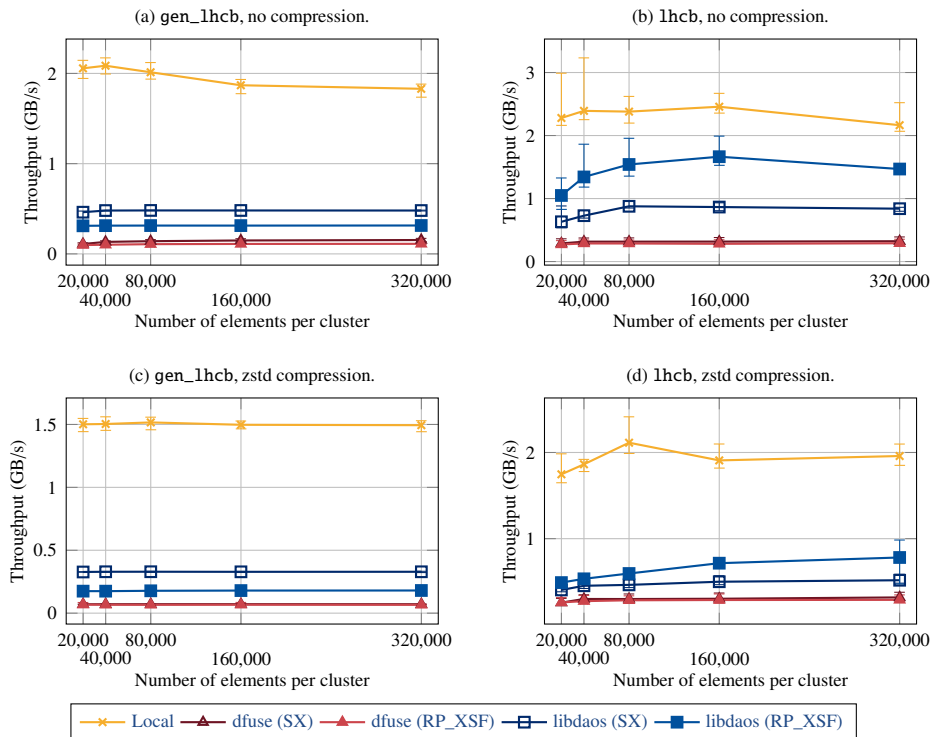 (a) gen_lhcb, no compression.
Throughput (GB/s)
2
1
0
20,000
80,000
320,000
40,000
160,000
Number of elements per cluster
(b) lhcb, no compression.
Throughput (GB/s)
3
2
1
0
20,000
80,000
320,000
40,000
160,000
Number of elements per cluster
(c) gen_lhcb, zstd compression.
Throughput (GB/s)
1.5
0.5
0
20,000
80,000
320,000
40,000
160,000
Number of elements per cluster
(d) lhcb, zstd compression.
Throughput (GB/s)
2
1
20,000
80,000
320,000
40,000
160,000
Number of elements per cluster
Local dfuse (SX) dfuse (RP_XSF) libdaos (SX) libdaos (RP_XSF)